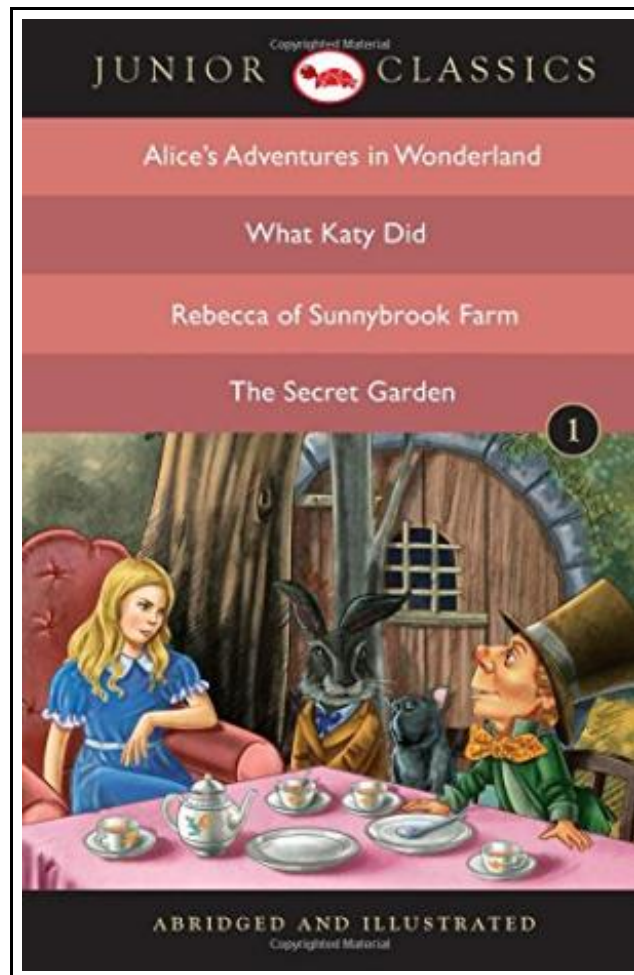 Copyrighted Material
JUNIOR CLASSICS
Alice's Adventures in Wonderland
What Katy Did
Rebecca of Sunnybrook Farm
The Secret Garden
1
ABRIDGED AND ILLUSTRATED
Copyrighted Material